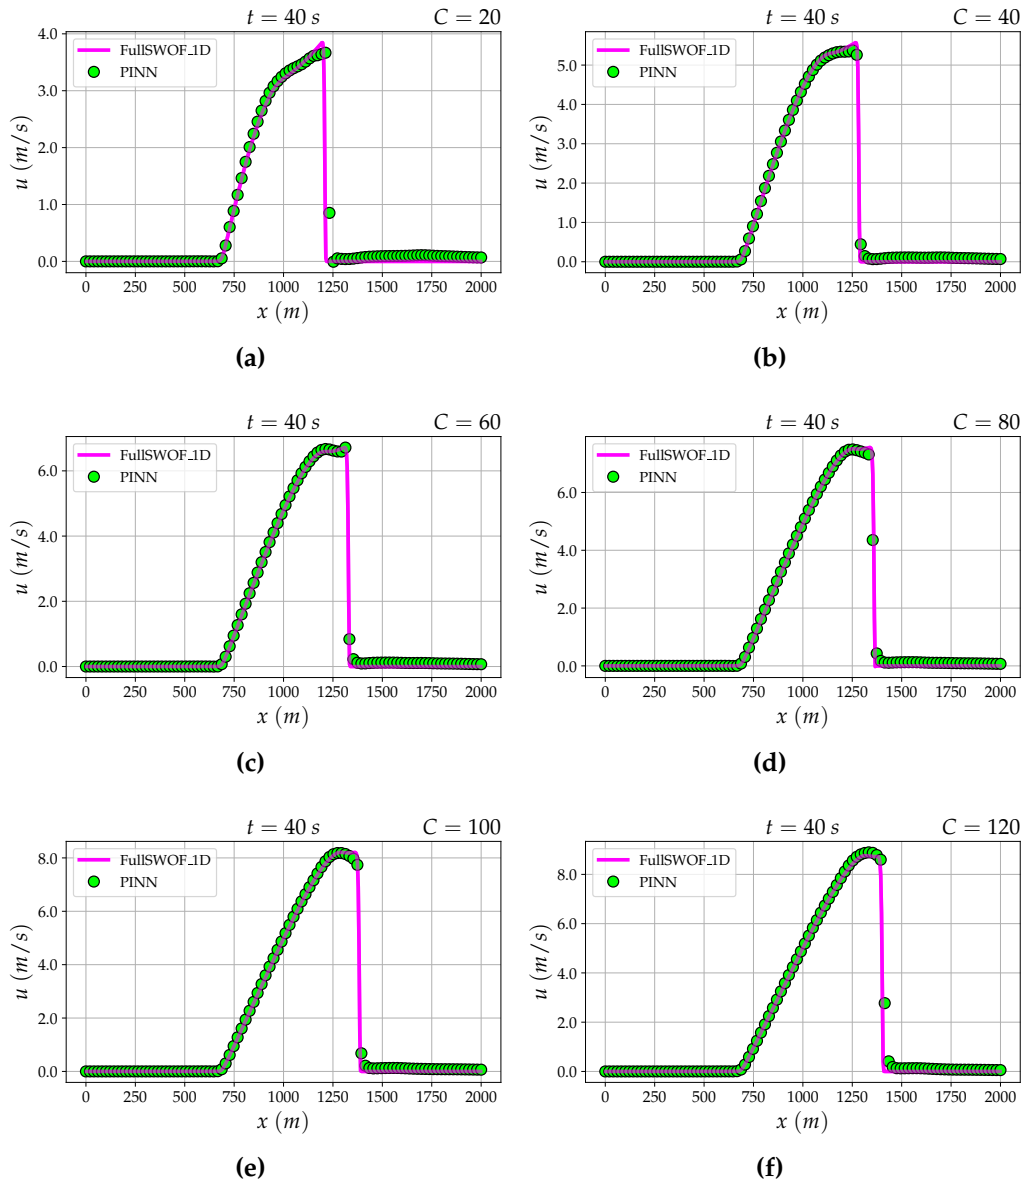 t = 40 s C = 20
FullSWOF_1D
PINN
4.0
3.0
2.0
1.0
0.0
u (m/s)
0 250 500 750 1000 1250 1500 1750 2000
x (m)
(a)
t = 40 s C = 40
FullSWOF_1D
PINN
5.0
4.0
3.0
2.0
1.0
0.0
u (m/s)
0 250 500 750 1000 1250 1500 1750 2000
x (m)
(b)
t = 40 s C = 60
FullSWOF_1D
PINN
6.0
4.0
2.0
0.0
u (m/s)
0 250 500 750 1000 1250 1500 1750 2000
x (m)
(c)
t = 40 s C = 80
FullSWOF_1D
PINN
6.0
4.0
2.0
0.0
u (m/s)
0 250 500 750 1000 1250 1500 1750 2000
x (m)
(d)
t = 40 s C = 100
FullSWOF_1D
PINN
8.0
6.0
4.0
2.0
0.0
u (m/s)
0 250 500 750 1000 1250 1500 1750 2000
x (m)
(e)
t = 40 s C = 120
FullSWOF_1D
PINN
8.0
6.0
4.0
2.0
0.0
u (m/s)
0 250 500 750 1000 1250 1500 1750 2000
x (m)
(f)